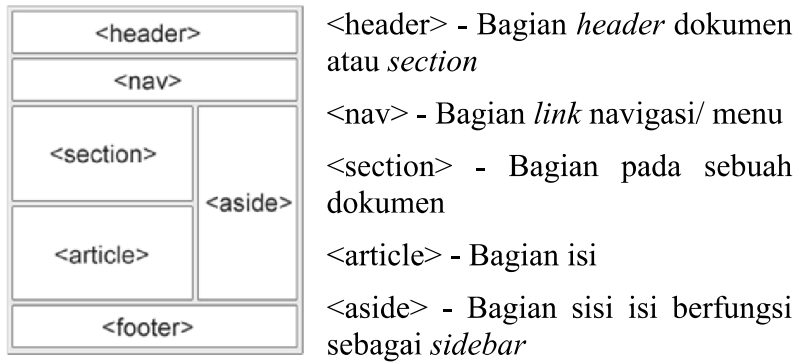 <header>
<nav>
<section>
<aside>
<article>
<footer>
<header> - Bagian header dokumen
atau section
<nav> - Bagian link navigasi/ menu
<section> - Bagian pada sebuah
dokumen
<article> - Bagian isi
<aside> - Bagian sisi isi berfungsi
sebagai sidebar